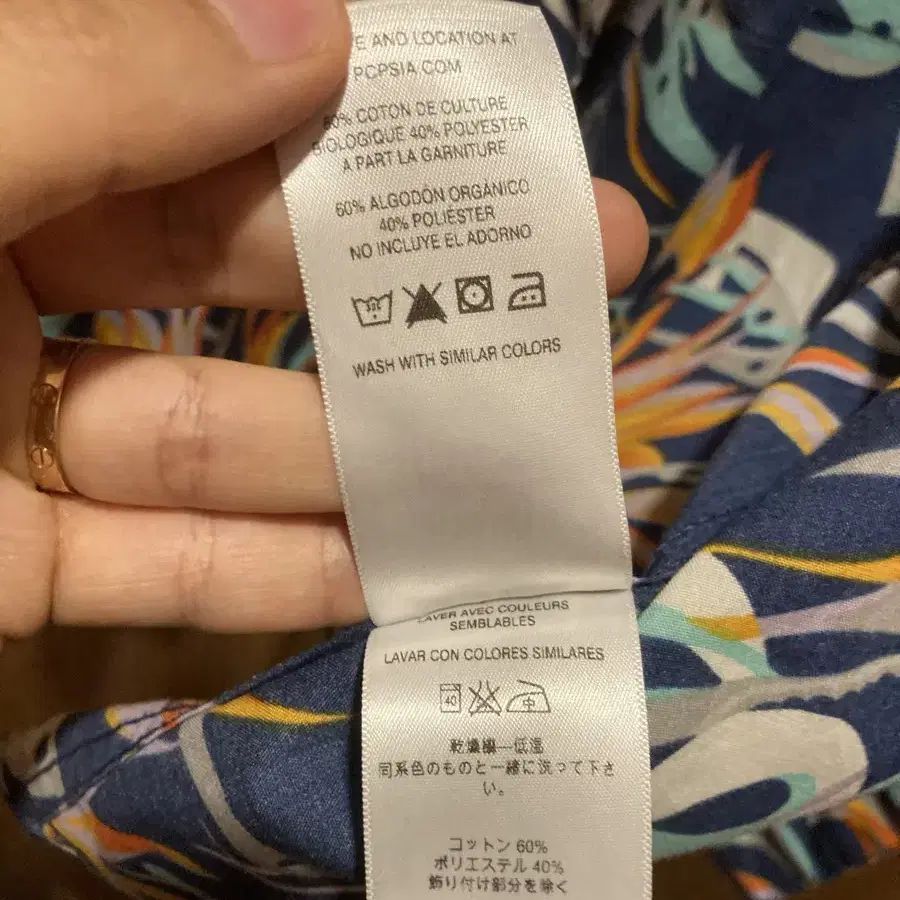 E AND LOCATION AT
PCPSIA COM
60% COTON DE CULTURE
BIOLOGIQUE 40% POLYESTER
A PART LA GARNITURE
60% ALGODÓN ORGÁNICO
40% POLIÉSTER
NO INCLUYE EL ADORNO
WASH WITH SIMILAR COLORS
LAVER AVEC COULEURS
SEMBLABLES
LAVAR CON COLORES SIMILARES
40 中
乾燥機—低温
同系色のものと一緒に洗って下さ
い。
コットン 60%
ポリエステル 40%
飾り付け部分を除く